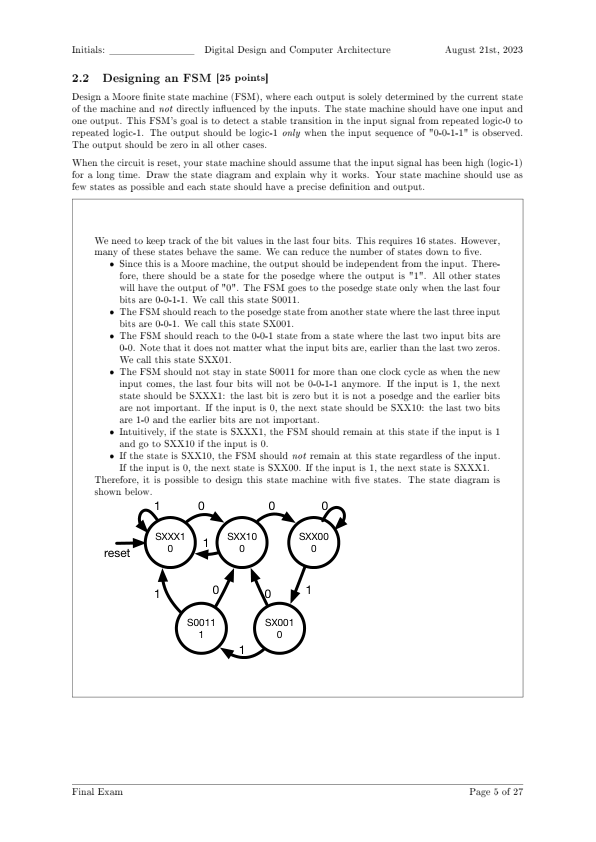 Initials: __________________ Digital Design and Computer Architecture August 21st, 2023
2.2 Designing an FSM [25 points]
Design a Moore finite state machine (FSM), where each output is solely determined by the current state
of the machine and not directly influenced by the inputs. The state machine should have one input and
one output. This FSM's goal is to detect a stable transition in the input signal from repeated logic-0 to
repeated logic-1. The output should be logic-1 only when the input sequence of "0-0-1-1" is observed.
The output should be zero in all other cases.
When the circuit is reset, your state machine should assume that the input signal has been high (logic-1)
for a long time. Draw the state diagram and explain why it works. Your state machine should use as
few states as possible and each state should have a precise definition and output.
We need to keep track of the bit values in the last four bits. This requires 16 states. However,
many of these states behave the same. We can reduce the number of states down to five.
• Since this is a Moore machine, the output should be independent from the input. There-
fore, there should be a state for the posedge where the output is "1". All other states
will have the output of "0". The FSM goes to the posedge state only when the last four
bits are 0-0-1-1. We call this state S0011.
• The FSM should reach to the posedge state from another state where the last three input
bits are 0-0-1. We call this state SX001.
• The FSM should reach to the 0-0-1 state from a state where the last two input bits are
0-0. Note that it does not matter what the input bits are, earlier than the last two zeros.
We call this state SXX01.
• The FSM should not stay in state S0011 for more than one clock cycle as when the new
input comes, the last four bits will not be 0-0-1-1 anymore. If the input is 1, the next
state should be SXXX1: the last bit is zero but it is not a posedge and the earlier bits
are not important. If the input is 0, the next state should be SXX10: the last two bits
are 1-0 and the earlier bits are not important.
• Intuitively, if the state is SXXX1, the FSM should remain at this state if the input is 1
and go to SXX10 if the input is 0.
• If the state is SXX10, the FSM should not remain at this state regardless of the input.
If the input is 0, the next state is SXX00. If the input is 1, the next state is SXXX1.
Therefore, it is possible to design this state machine with five states. The state diagram is
shown below.
1 0 0 0
SXXX1 SXX10 SXX00
0 1 0 0
reset
1 0 0 1
S0011 SX001
1 0
1
Final Exam Page 5 of 27